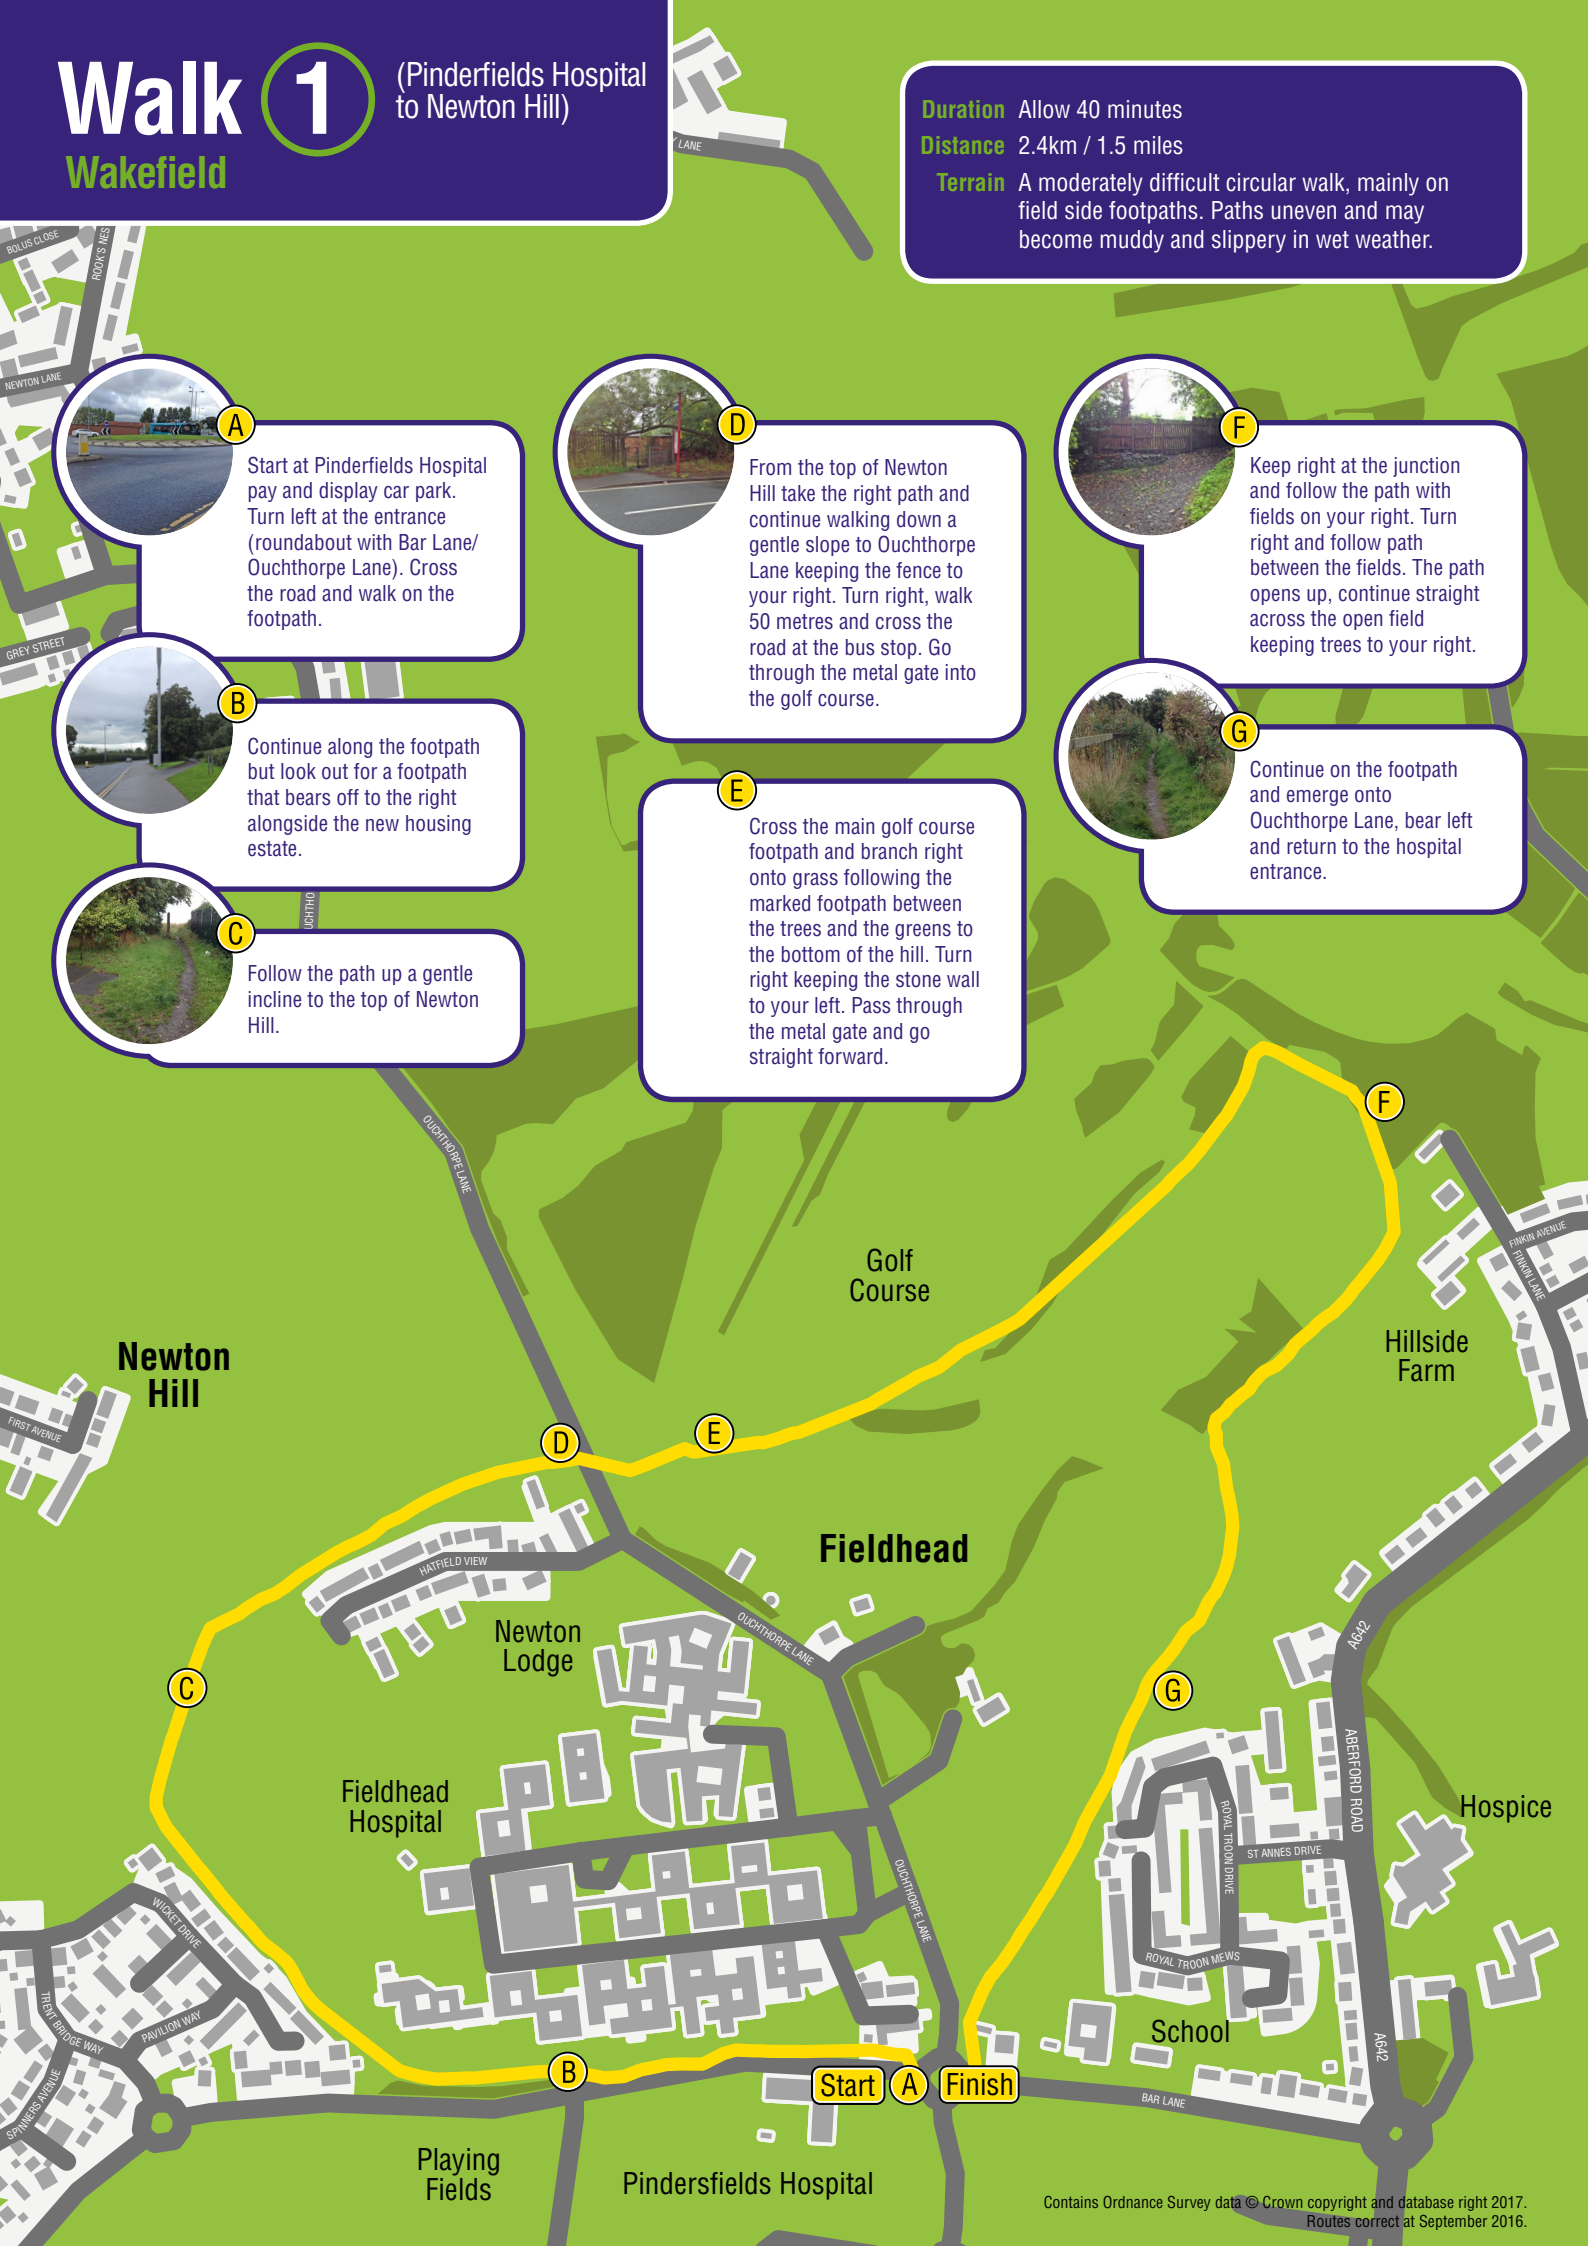 Walk 1
(Pinderfields Hospital
to Newton Hill)
Wakefield
Duration Allow 40 minutes
Distance 2.4km / 1.5 miles
Terrain A moderately difficult circular walk, mainly on
field side footpaths. Paths uneven and may
become muddy and slippery in wet weather.
A
Start at Pinderfields Hospital
pay and display car park.
Turn left at the entrance
(roundabout with Bar Lane/
Ouchthorpe Lane). Cross
the road and walk on the
footpath.
B
Continue along the footpath
but look out for a footpath
that bears off to the right
alongside the new housing
estate.
C
Follow the path up a gentle
incline to the top of Newton
Hill.
D
From the top of Newton
Hill take the right path and
continue walking down a
gentle slope to Ouchthorpe
Lane keeping the fence to
your right. Turn right, walk
50 metres and cross the
road at the bus stop. Go
through the metal gate into
the golf course.
E
Cross the main golf course
footpath and branch right
onto grass following the
marked footpath between
the trees and the greens to
the bottom of the hill. Turn
right keeping the stone wall
to your left. Pass through
the metal gate and go
straight forward.
F
Keep right at the junction
and follow the path with
fields on your right. Turn
right and follow path
between the fields. The path
opens up, continue straight
across the open field
keeping trees to your right.
G
Continue on the footpath
and emerge onto
Ouchthorpe Lane, bear left
and return to the hospital
entrance.
Y LANE
BOLUS CLOSE
ROOK'S NES
NEWTON LANE
GREY STREET
UCHTHO
OUCHTHORPE LANE
F
FINKIN AVENUE
FINKIN LANE
Golf
Course
Hillside
Farm
Newton
Hill
FIRST AVENUE
D
E
Fieldhead
HATFIELD VIEW
Newton
Lodge
OUCHTHORPE LANE
A642
C
G
ABERFORD ROAD
Fieldhead
Hospital
Hospice
ROYAL TROON DRIVE
ST ANNES DRIVE
OUCHTHORPE LANE
WICKET DRIVE
ROYAL TROON MEWS
TRENT BRIDGE WAY
PAVILION WAY
School
A642
SPINNERS AVENUE
B
Start
A
Finish
BAR LANE
Playing
Fields
Pindersfields Hospital
Contains Ordnance Survey data © Crown copyright and database right 2017.
Routes correct at September 2016.